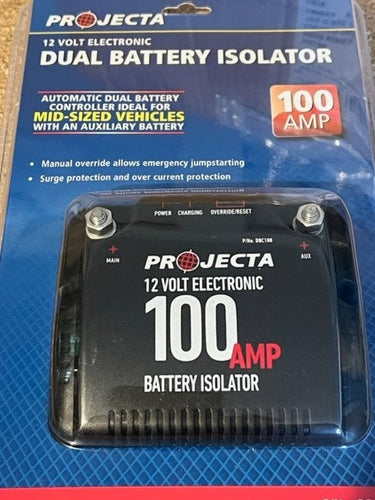 PROJECTA
12 VOLT ELECTRONIC
DUAL BATTERY ISOLATOR
AUTOMATIC DUAL BATTERY
CONTROLLER IDEAL FOR
MID-SIZED VEHICLES
WITH AN AUXILIARY BATTERY
100
AMP
• Manual override allows emergency jumpstarting
• Surge protection and over current protection
POWER CHARGING OVERRIDE/RESET
P/No. DBC100
+ +
MAIN AUX
PROJECTA
12 VOLT ELECTRONIC
100 AMP
BATTERY ISOLATOR